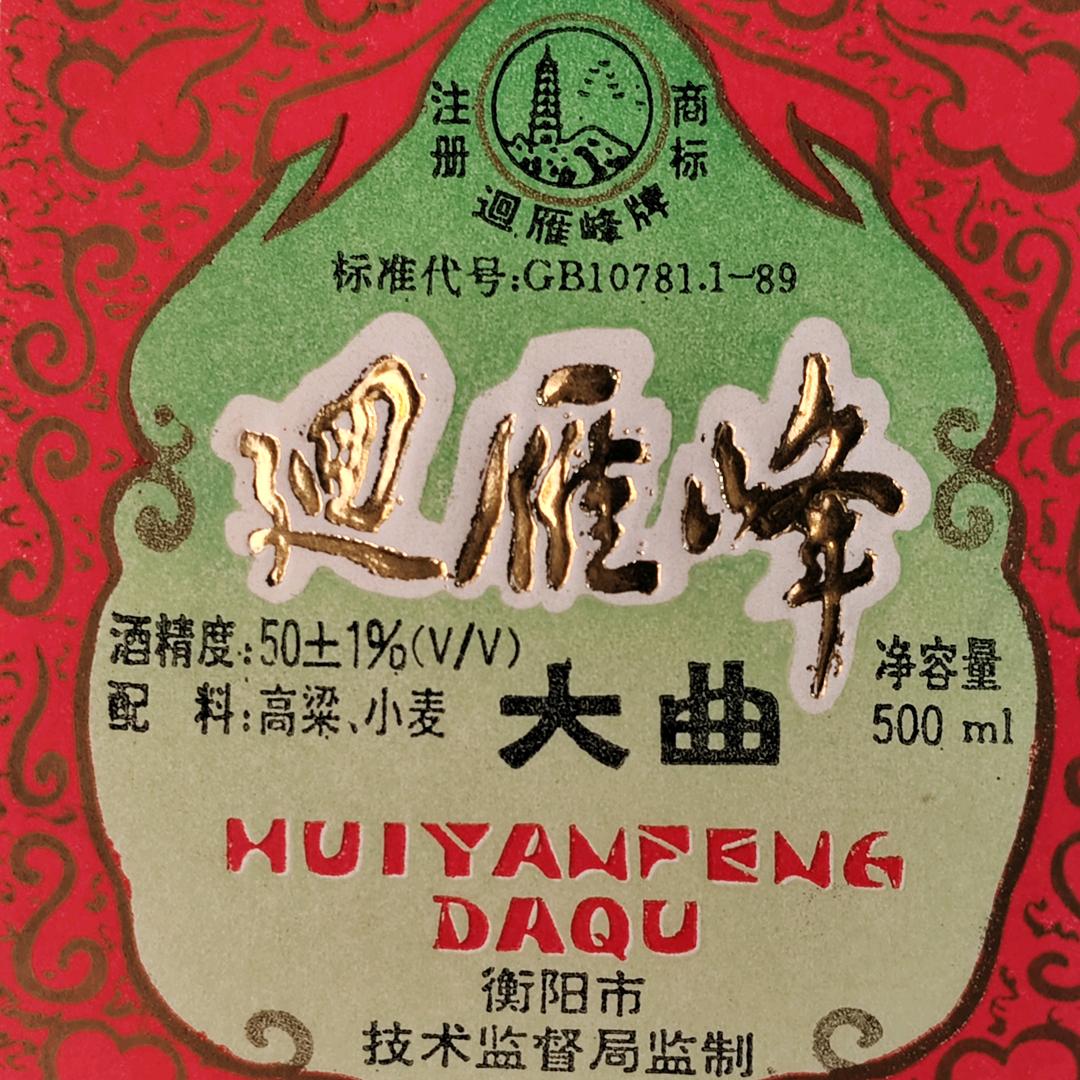 注册商标
迴雁峰牌
标准代号:GB10781.1-89
迴雁峰
酒精度:50±1%(V/V)
配 料:高粱、小麦
大曲
净容量
500 ml
HUIYANFENG
DAQU
衡阳市
技术监督局监制